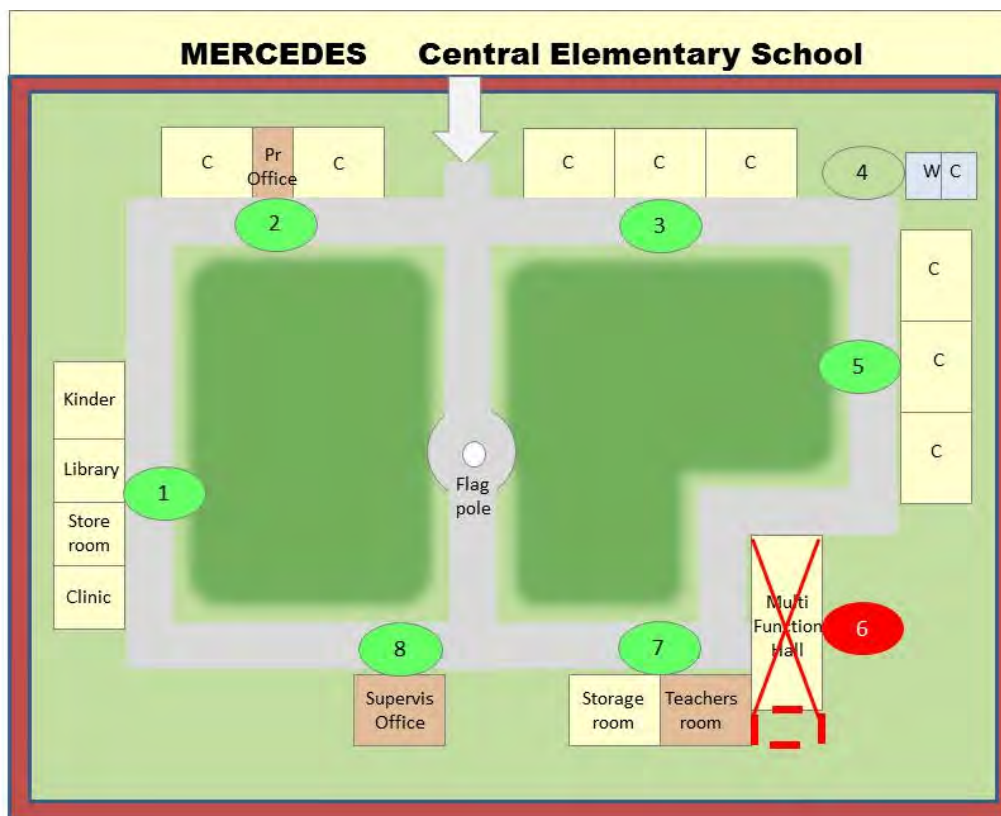 MERCEDES Central Elementary School
C
Pr
Office
C
C
C
C
4
W C
2
3
C
C
C
5
Kinder
Library
Store
room
Clinic
1
Flag
pole
Multi
Function
Hall
6
8
7
Supervis
Office
Storage
room
Teachers
room